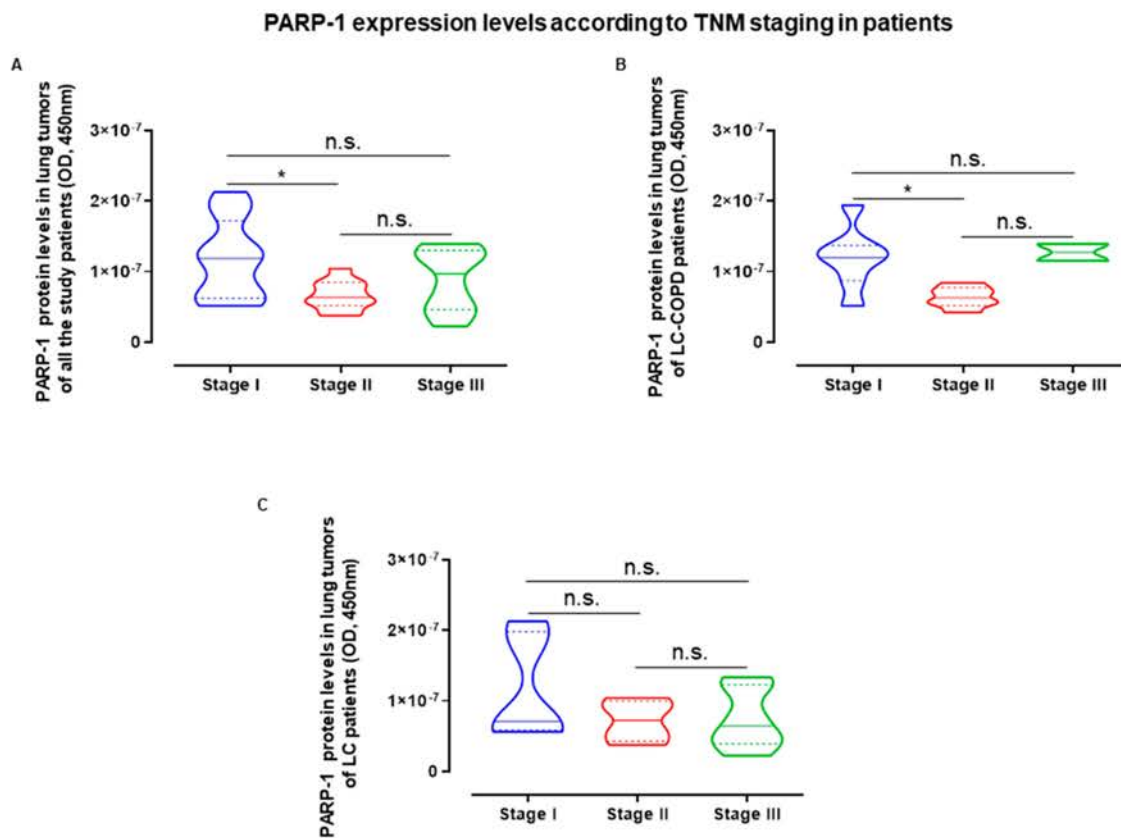 PARP-1 expression levels according to TNM staging in patients
A
PARP-1 protein levels in lung tumors
of all the study patients (OD, 450nm)
3×10⁻⁷
2×10⁻⁷
1×10⁻⁷
0
n.s.
*
n.s.
Stage I
Stage II
Stage III
B
PARP-1 protein levels in lung tumors
of LC-COPD patients (OD, 450nm)
3×10⁻⁷
2×10⁻⁷
1×10⁻⁷
0
n.s.
*
n.s.
Stage I
Stage II
Stage III
C
PARP-1 protein levels in lung tumors
of LC patients (OD, 450nm)
3×10⁻⁷
2×10⁻⁷
1×10⁻⁷
0
n.s.
n.s.
n.s.
Stage I
Stage II
Stage III